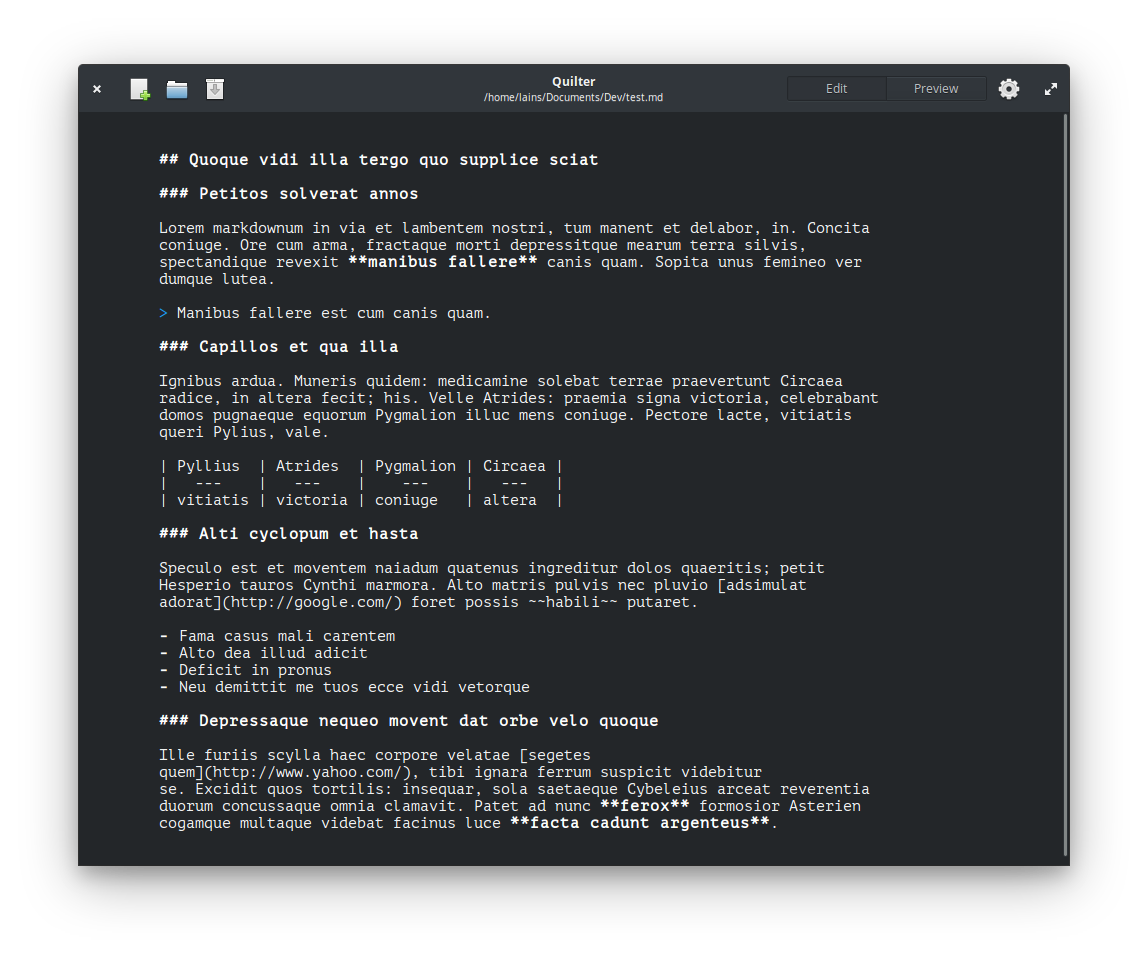 Quilter
/home/lains/Documents/Dev/test.md
Edit
Preview
## Quoque vidi illa tergo quo supplice sciat
### Petitos solverat annos
Lorem markdownum in via et lambentem nostri, tum manent et delabor, in. Concita
coniuge. Ore cum arma, fractaque morti depressitque mearum terra silvis,
spectandique revexit **manibus fallere** canis quam. Sopita unus femineo ver
dumque lutea.
> Manibus fallere est cum canis quam.
### Capillos et qua illa
Ignibus ardua. Muneris quidem: medicamine solebat terrae praevertunt Circaea
radice, in altera fecit; his. Velle Atrides: praemia signa victoria, celebrabant
domos pugnaeque equorum Pygmalion illuc mens coniuge. Pectore lacte, vitiatis
queri Pylius, vale.
| Pyllius  | Atrides  | Pygmalion | Circaea |
|   ---    |   ---    |    ---    |   ---   |
| vitiatis | victoria | coniuge   | altera  |
### Alti cyclopum et hasta
Speculo est et moventem naiadum quatenus ingreditur dolos quaeritis; petit
Hesperio tauros Cynthi marmora. Alto matris pulvis nec pluvio [adsimulat
adorat](http://google.com/) foret possis ~~habili~~ putaret.
- Fama casus mali carentem
- Alto dea illud adicit
- Deficit in pronus
- Neu demittit me tuos ecce vidi vetorque
### Depressaque nequeo movent dat orbe velo quoque
Ille furiis scylla haec corpore velatae [segetes
quem](http://www.yahoo.com/), tibi ignara ferrum suspicit videbitur
se. Excidit quos tortilis: insequar, sola saetaeque Cybeleius arceat reverentia
duorum concussaque omnia clamavit. Patet ad nunc **ferox** formosior Asterien
cogamque multaque videbat facinus luce **facta cadunt argenteus**.